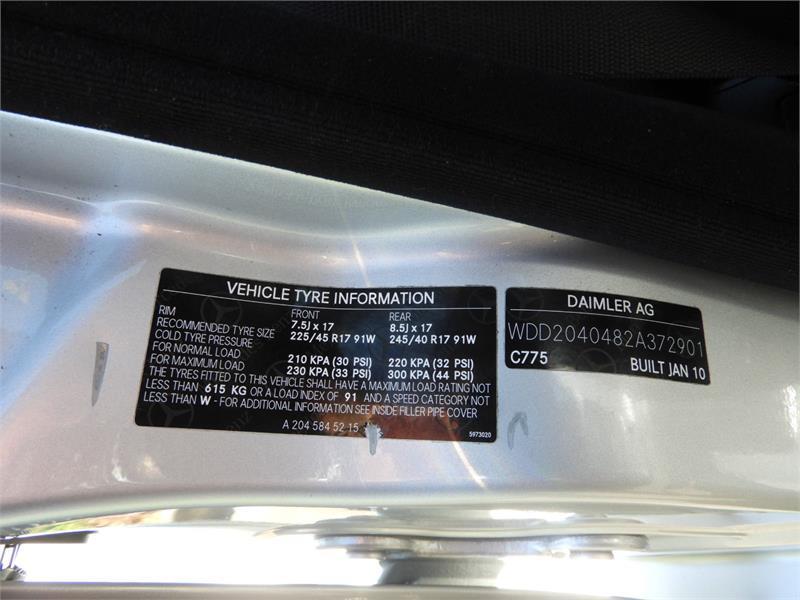 VEHICLE TYRE INFORMATION
FRONT REAR
RIM 7.5J x 17 8.5J x 17
RECOMMENDED TYRE SIZE 225/45 R17 91W 245/40 R17 91W
COLD TYRE PRESSURE
FOR NORMAL LOAD 210 KPA (30 PSI) 220 KPA (32 PSI)
FOR MAXIMUM LOAD 230 KPA (33 PSI) 300 KPA (44 PSI)
THE TYRES FITTED TO THIS VEHICLE SHALL HAVE A MAXIMUM LOAD RATING NOT
LESS THAN 615 KG OR A LOAD INDEX OF 91 AND A SPEED CATEGORY NOT
LESS THAN W - FOR ADDITIONAL INFORMATION SEE INSIDE FILLER PIPE COVER
A 204 584 52 15
5973020
DAIMLER AG
WDD2040482A372901
C775 BUILT JAN 10